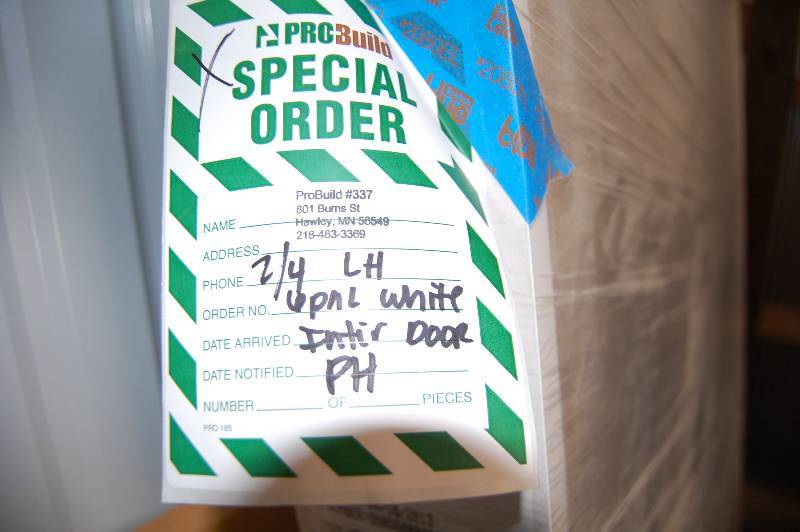 PROBuild
SPECIAL
ORDER
ProBuild #337
801 Burns St
NAME Hawley, MN 56549
218-483-3369
ADDRESS
PHONE 2/4 LH
ORDER NO. 6pnl white
DATE ARRIVED Intir DOOR
DATE NOTIFIED PH
NUMBER OF PIECES
PRO 185